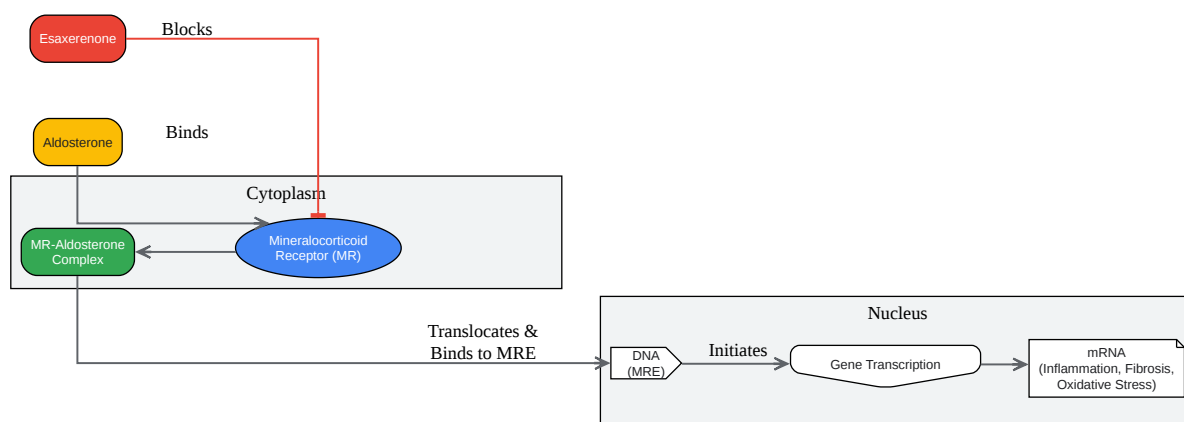 Esaxerenone
Blocks
Aldosterone
Binds
Cytoplasm
MR-Aldosterone
Complex
Mineralocorticoid
Receptor (MR)
Translocates &
Binds to MRE
Nucleus
DNA
(MRE)
Initiates
Gene Transcription
mRNA
(Inflammation, Fibrosis,
Oxidative Stress)